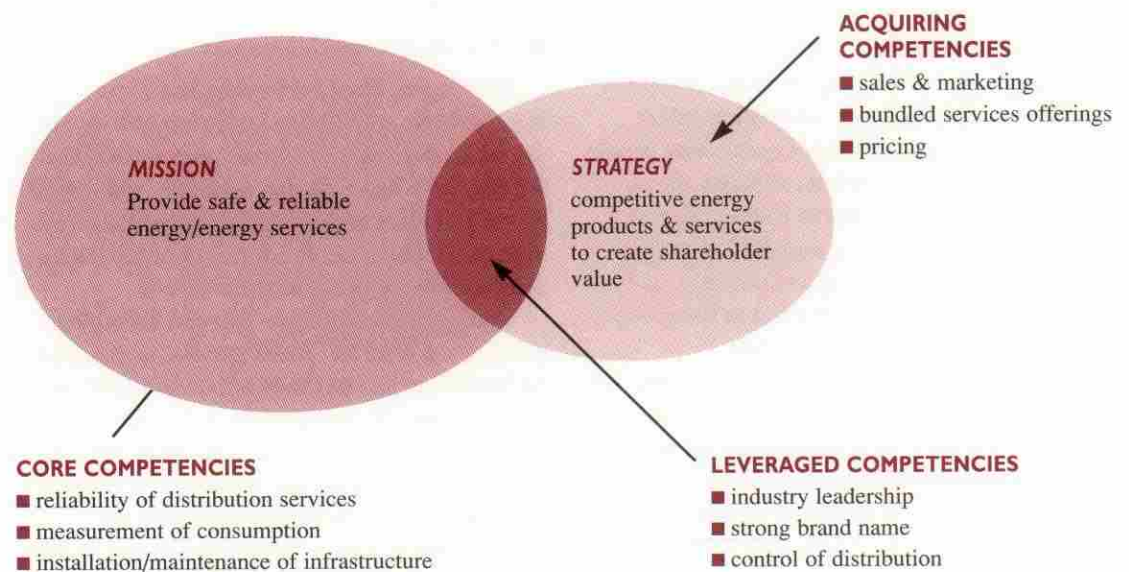 ACQUIRING
COMPETENCIES
■ sales & marketing
■ bundled services offerings
■ pricing
MISSION
Provide safe & reliable
energy/energy services
STRATEGY
competitive energy
products & services
to create shareholder
value
CORE COMPETENCIES
■ reliability of distribution services
■ measurement of consumption
■ installation/maintenance of infrastructure
LEVERAGED COMPETENCIES
■ industry leadership
■ strong brand name
■ control of distribution